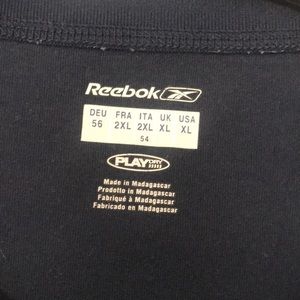 Reebok
DEU FRA ITA UK USA
56 2XL 2XL XL XL
54
PLAYDRY
Made in Madagascar
Prodotto in Madagascar
Fabriqué à Madagascar
Fabricado en Madagascar